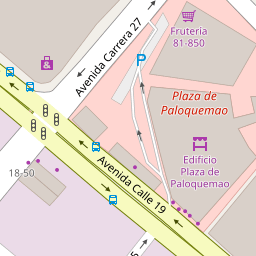 Frutería
81-850
Avenida Carrera 27
P
Plaza de
Paloquemao
Edificio
Plaza de
Paloquemao
Avenida Calle 19
18-50